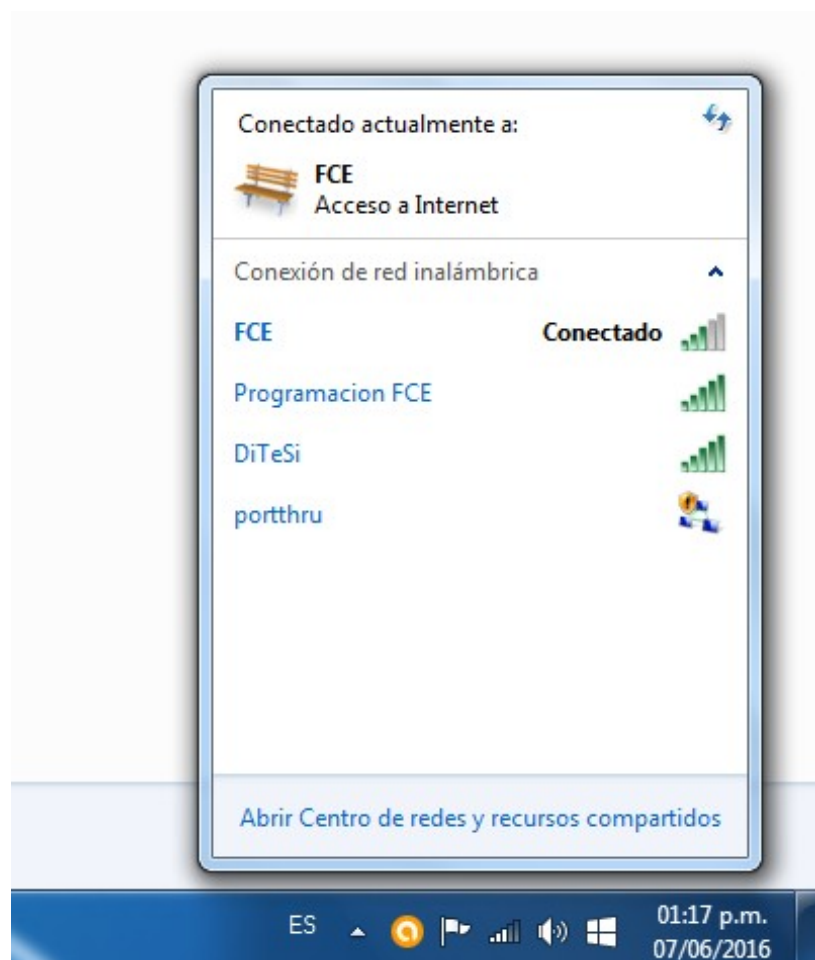 Conectado actualmente a:
FCE
Acceso a Internet
Conexión de red inalámbrica
FCE Conectado
Programacion FCE
DiTeSi
portthru
Abrir Centro de redes y recursos compartidos
ES 01:17 p.m.
07/06/2016